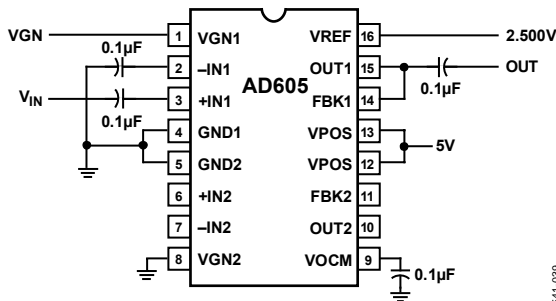 VGN 1 VGN1 VREF 16 2.500V
0.1µF
2 –IN1 OUT1 15 OUT
AD605
VIN 3 +IN1 FBK1 14 0.1µF
0.1µF
4 GND1 VPOS 13
5V
5 GND2 VPOS 12
6 +IN2 FBK2 11
7 –IN2 OUT2 10
8 VGN2 VOCM 9
0.1µF